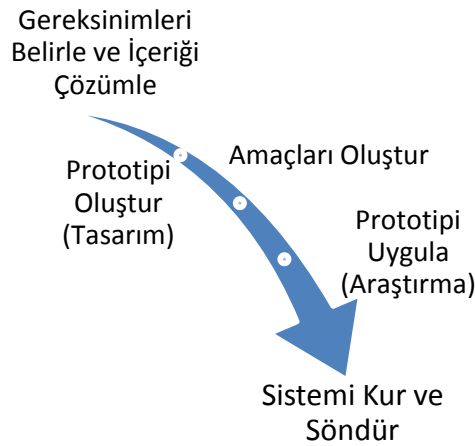 Gereksinimleri
Belirle ve İçeriği
Çözümle
Amaçları Oluştur
Prototipi
Oluştur
(Tasarım)
Prototipi
Uygula
(Araştırma)
Sistemi Kur ve
Söndür